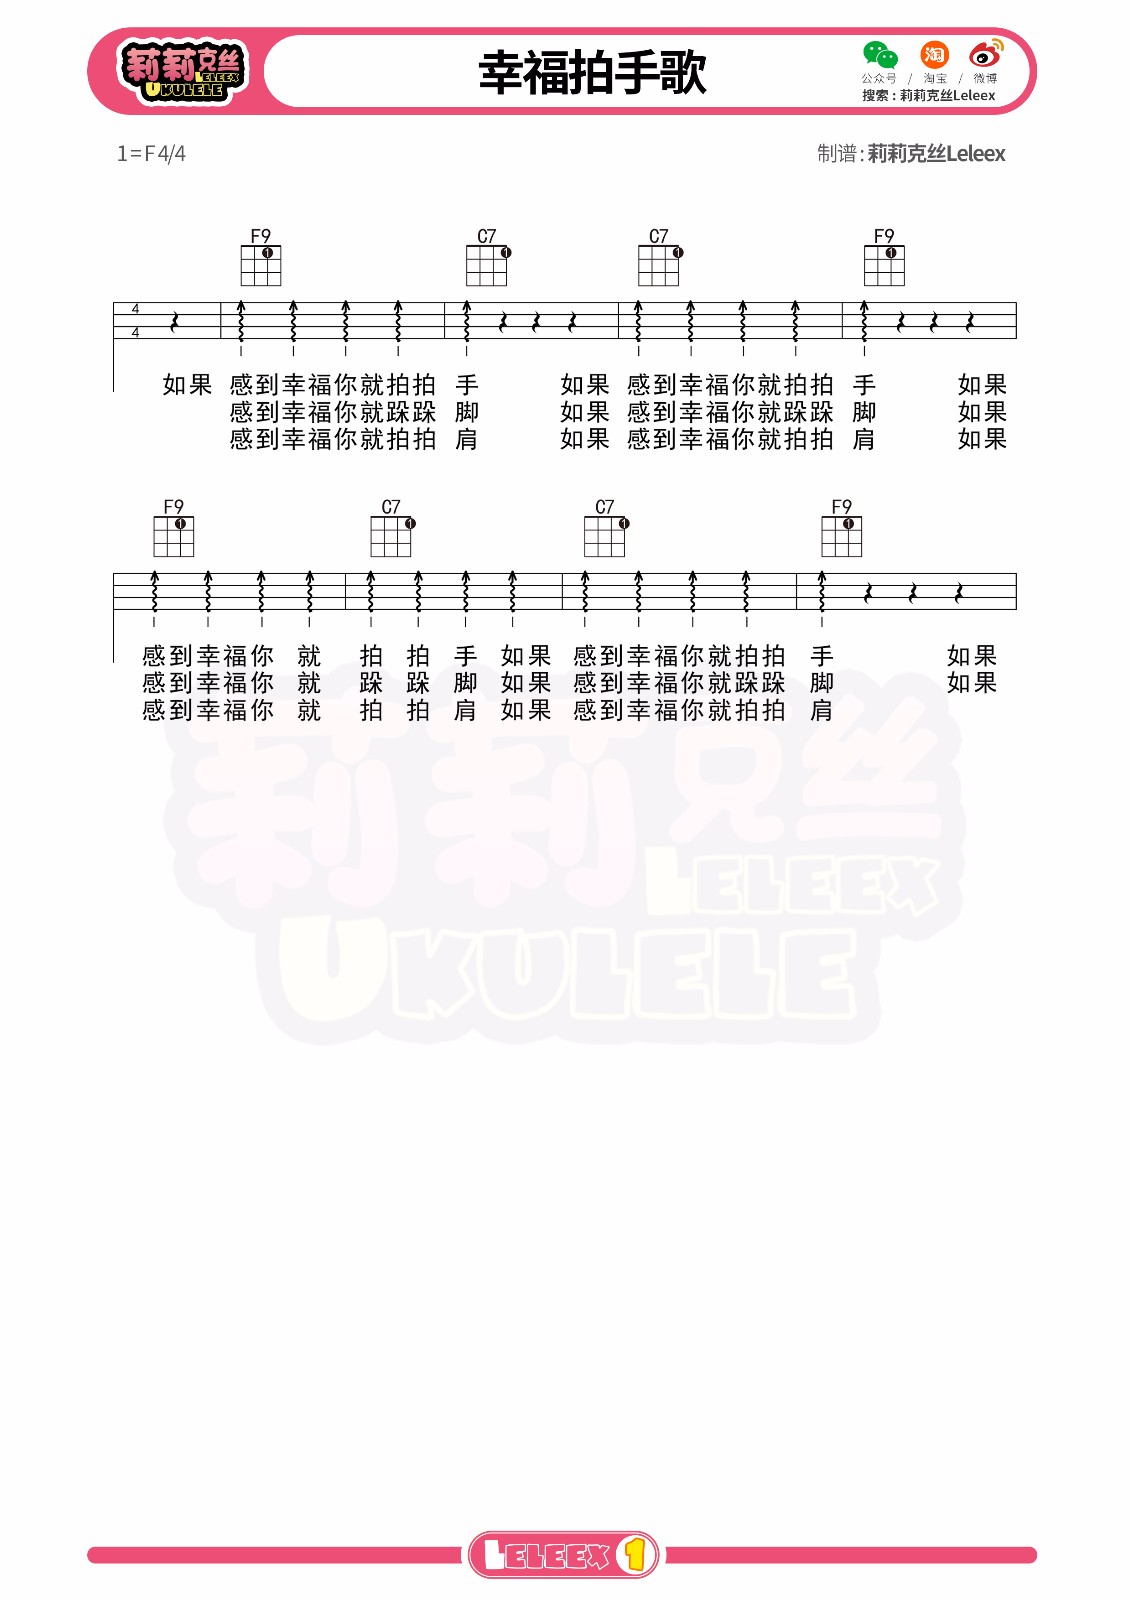 莉莉克丝
LELEEX
UKULELE
幸福拍手歌
公众号 / 淘宝 / 微博
搜索：莉莉克丝Leleex
1=F 4/4
制谱：莉莉克丝Leleex
F9 C7 C7 F9
1 1 1 1
4
4
如果 感到幸福你就拍拍 手 如果 感到幸福你就拍拍 手 如果
感到幸福你就跺跺 脚 如果 感到幸福你就跺跺 脚 如果
感到幸福你就拍拍 肩 如果 感到幸福你就拍拍 肩 如果
F9 C7 C7 F9
1 1 1 1
感到幸福你 就 拍 拍 手 如果 感到幸福你就拍拍 手 如果
感到幸福你 就 跺 跺 脚 如果 感到幸福你就跺跺 脚 如果
感到幸福你 就 拍 拍 肩 如果 感到幸福你就拍拍 肩
莉莉克丝
LELEEX
UKULELE
LELEEX 1